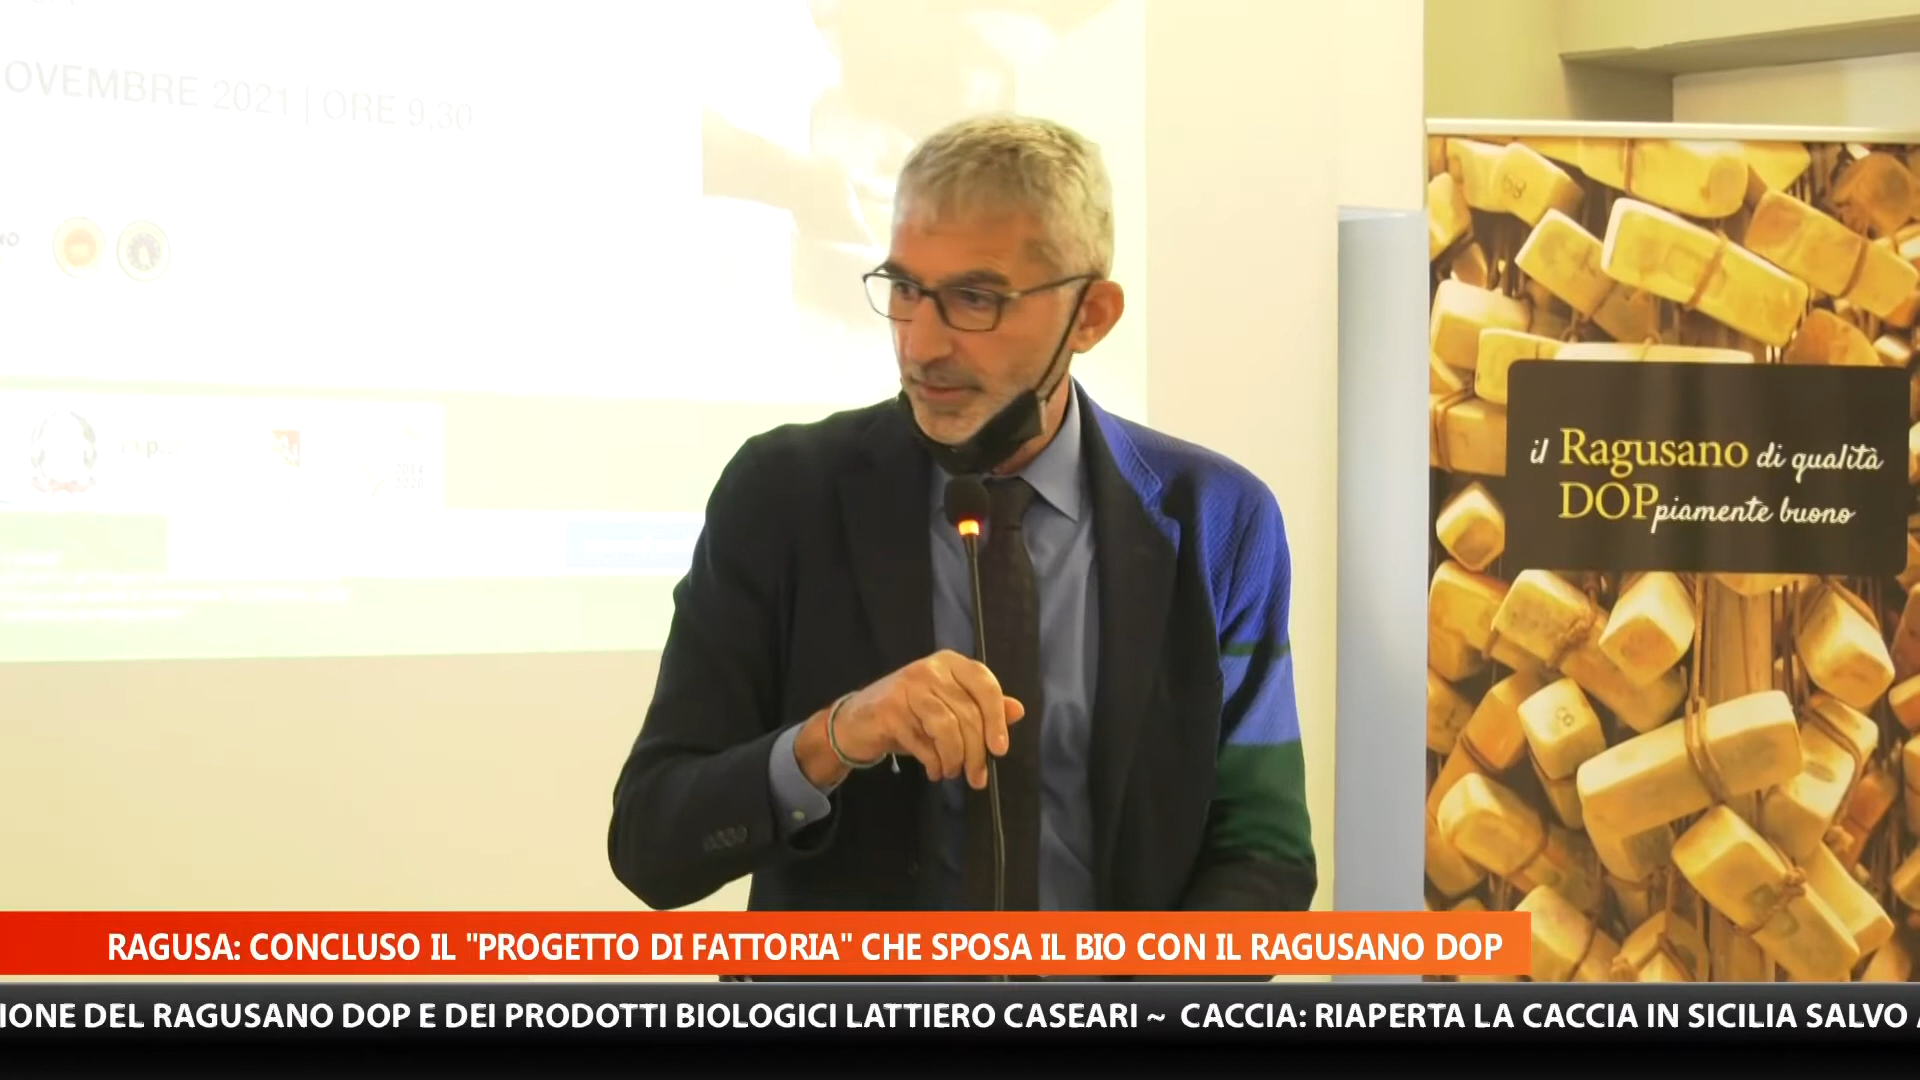 OVEMBRE 2021 | ORE 9,30
il Ragusano di qualità
DOPpiamente buono
RAGUSA: CONCLUSO IL "PROGETTO DI FATTORIA" CHE SPOSA IL BIO CON IL RAGUSANO DOP
IONE DEL RAGUSANO DOP E DEI PRODOTTI BIOLOGICI LATTIERO CASEARI ~ CACCIA: RIAPERTA LA CACCIA IN SICILIA SALVO